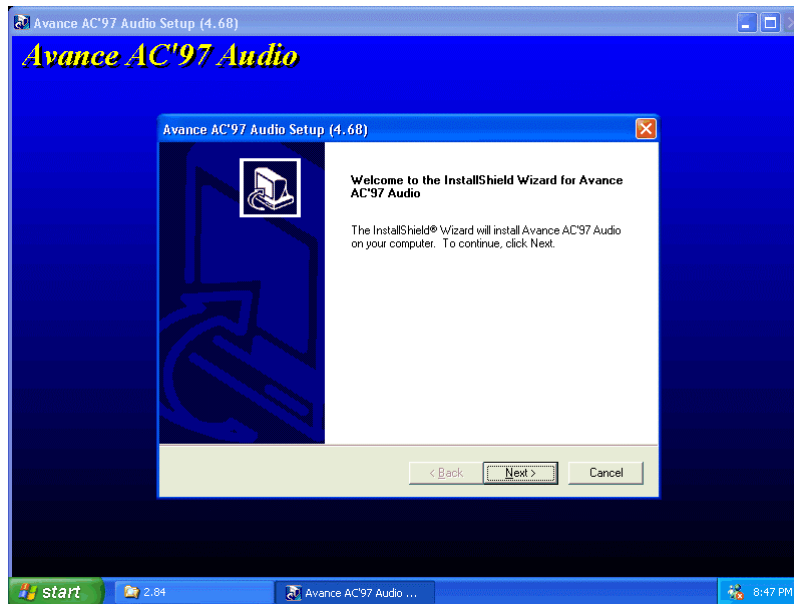 Avance AC'97 Audio Setup (4.68)
Avance AC'97 Audio
Avance AC'97 Audio Setup (4.68)
Welcome to the InstallShield Wizard for Avance
AC'97 Audio
The InstallShield® Wizard will install Avance AC'97 Audio
on your computer. To continue, click Next.
< Back
Next >
Cancel
start
2.84
Avance AC'97 Audio ...
8:47 PM